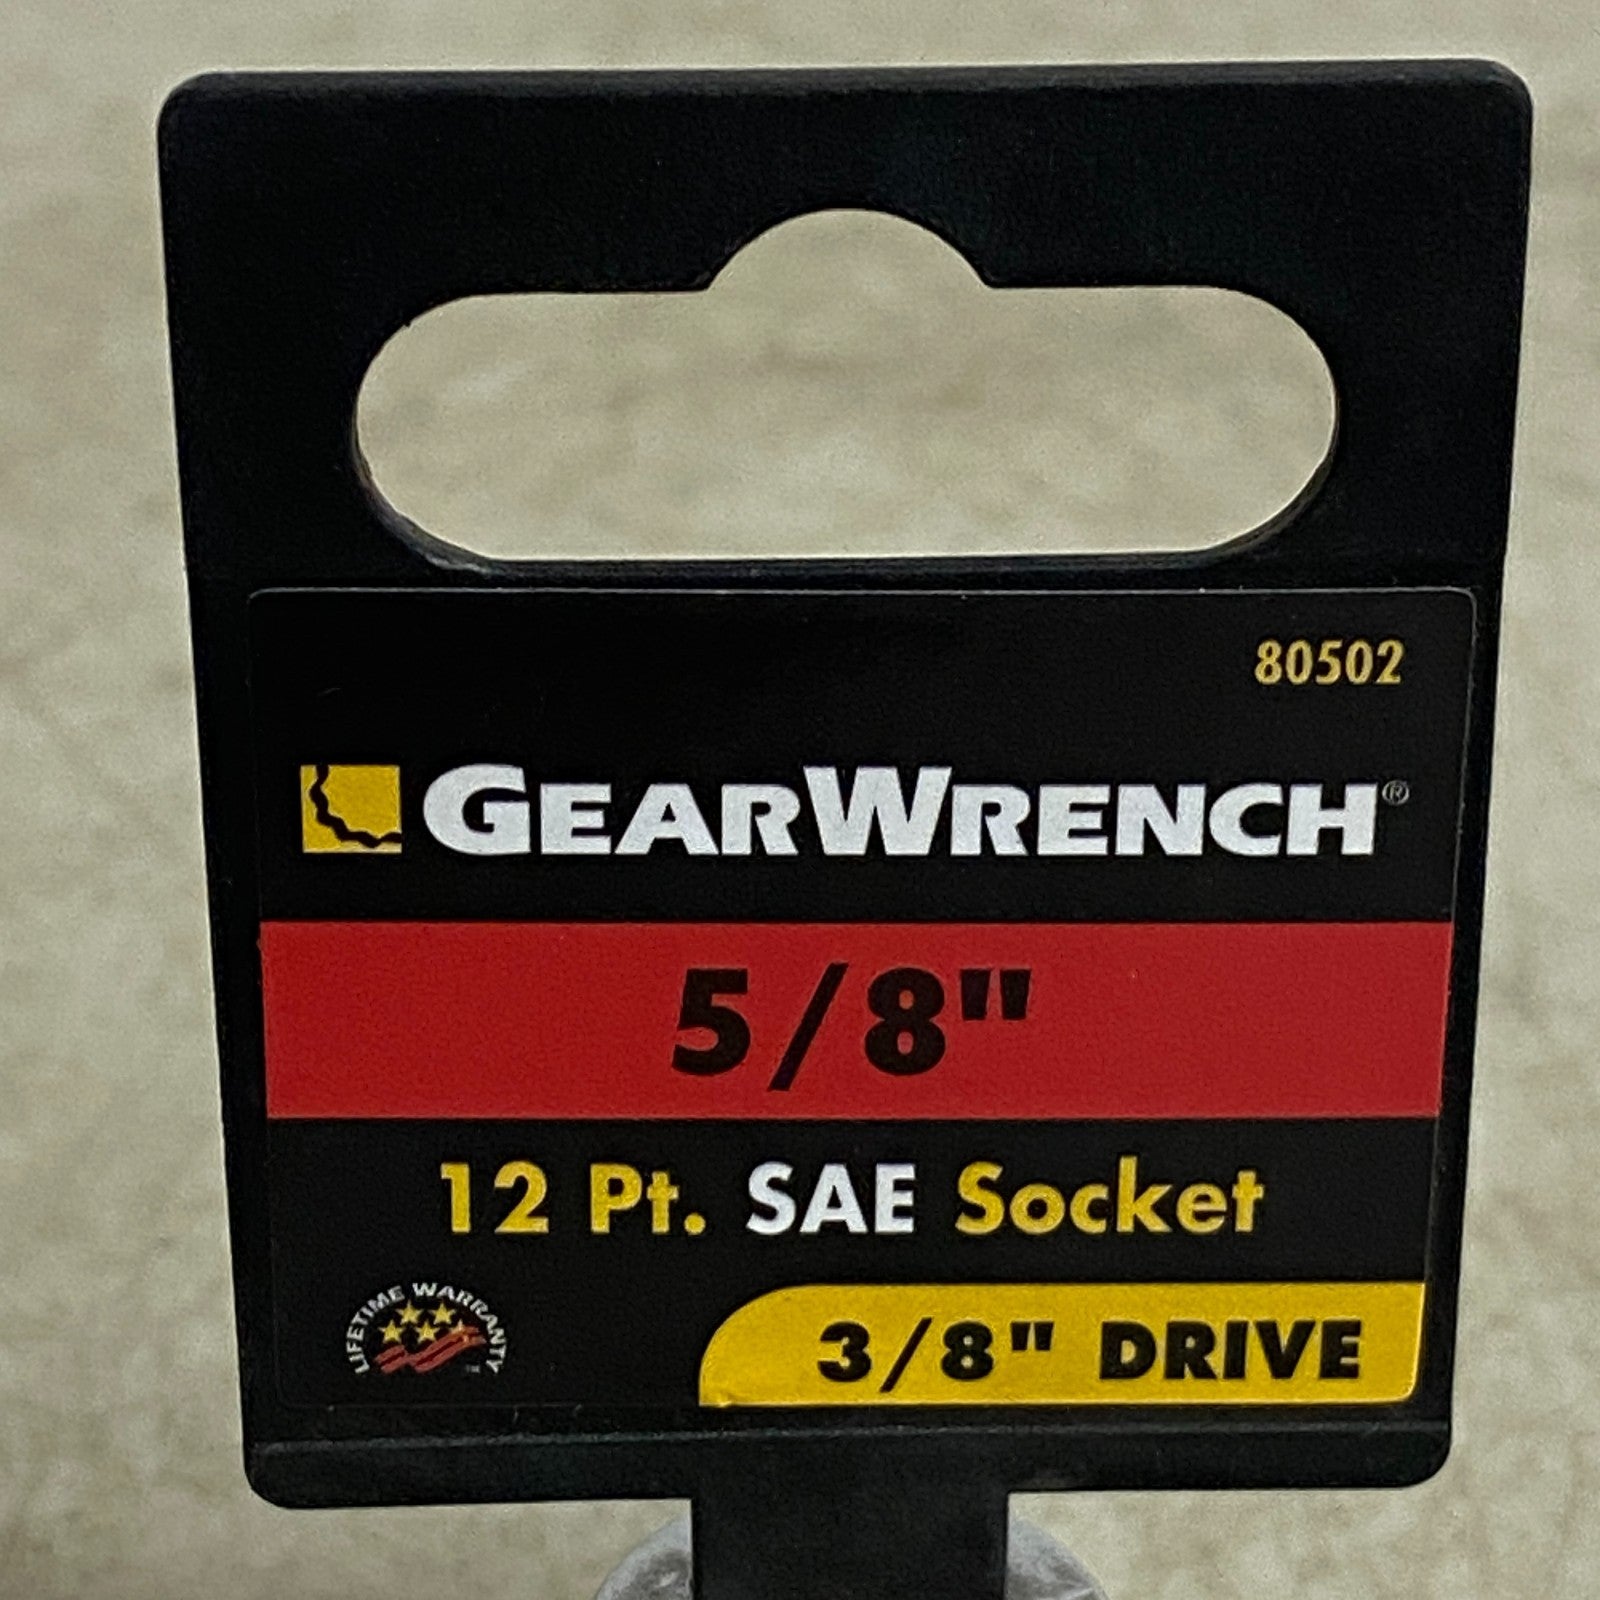 80502
GEARWRENCH®
5/8"
12 Pt. SAE Socket
LIFETIME WARRANTY
3/8" DRIVE